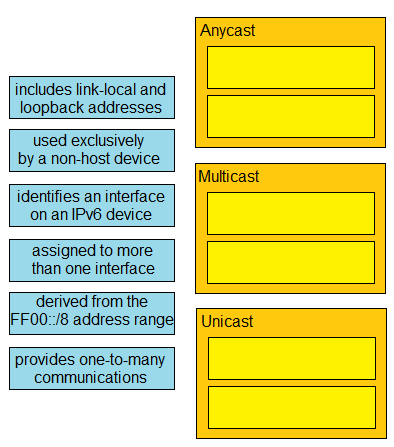 includes link-local and
loopback addresses
used exclusively
by a non-host device
identifies an interface
on an IPv6 device
assigned to more
than one interface
derived from the
FF00::/8 address range
provides one-to-many
communications
Anycast
Multicast
Unicast